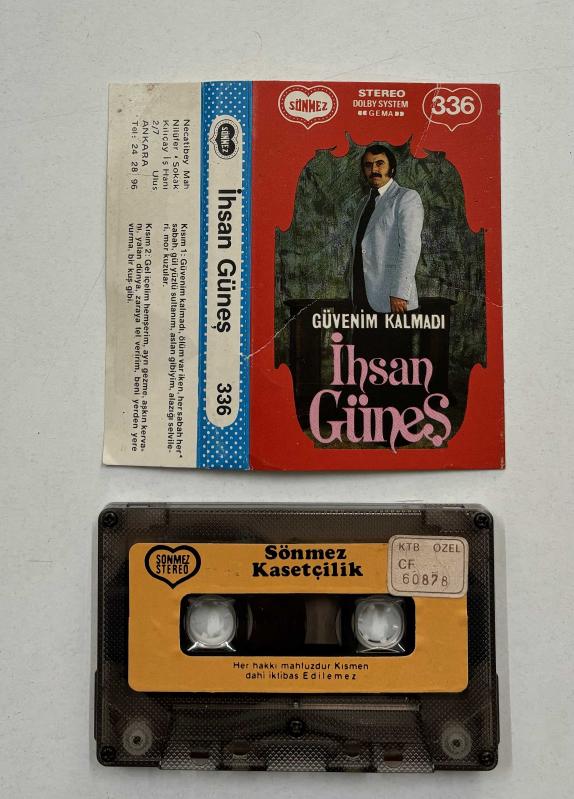 SÖNMEZ
STEREO
DOLBY SYSTEM
GEMA
336
GÜVENİM KALMADI
İhsan
Güneş
SÖNMEZ
İhsan Güneş
336
Necatibey Mah
Nilüfer • Sokak
Kılıçay İş Hanı
2/7 Ulus
ANKARA
Tel: 24 28 96
Kısım 1: Güvenim kalmadı, ölüm var iken, her sabah her
sabah, gül yüzlü sultanım, aslan gibiyim, alazığı selvile-
ri, mor kuzular.
Kısım 2: Gel içelim hemşerim, ayrı gezme, aşkın kerva-
nı, yalan dünya, zaraya tel veririm, beni yerden yere
vurma, bir kuş gibi.
SÖNMEZ
STEREO
Sönmez
Kasetçilik
KTB ÖZEL
CF
60878
Her hakkı mahfuzdur Kısmen
dahi iktibas Edilemez